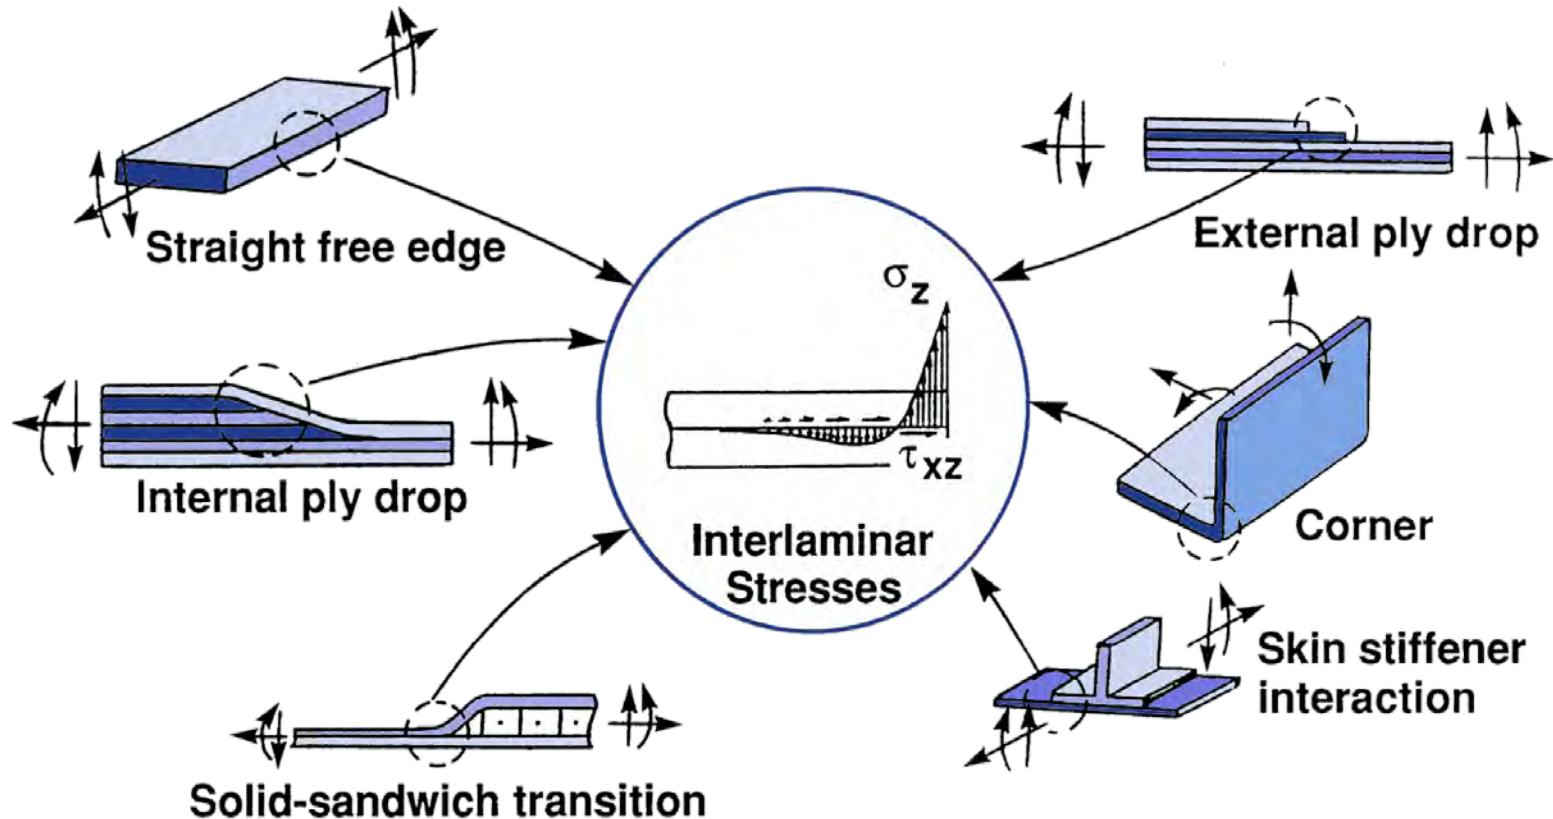 Straight free edge
External ply drop
σz
τxz
Interlaminar
Stresses
Internal ply drop
Corner
Skin stiffener
interaction
Solid-sandwich transition